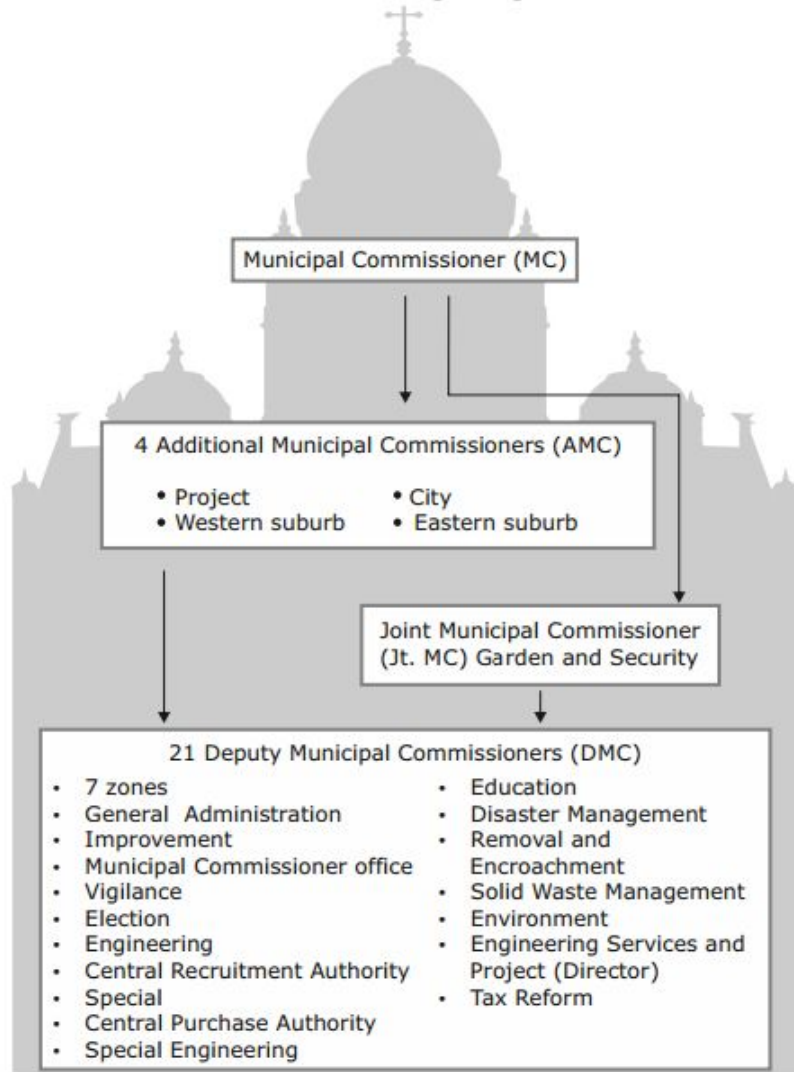 Municipal Commissioner (MC)
4 Additional Municipal Commissioners (AMC)
• Project
• Western suburb
• City
• Eastern suburb
Joint Municipal Commissioner
(Jt. MC) Garden and Security
21 Deputy Municipal Commissioners (DMC)
• 7 zones
• General Administration
• Improvement
• Municipal Commissioner office
• Vigilance
• Election
• Engineering
• Central Recruitment Authority
• Special
• Central Purchase Authority
• Special Engineering
• Education
• Disaster Management
• Removal and
Encroachment
• Solid Waste Management
• Environment
• Engineering Services and
Project (Director)
• Tax Reform